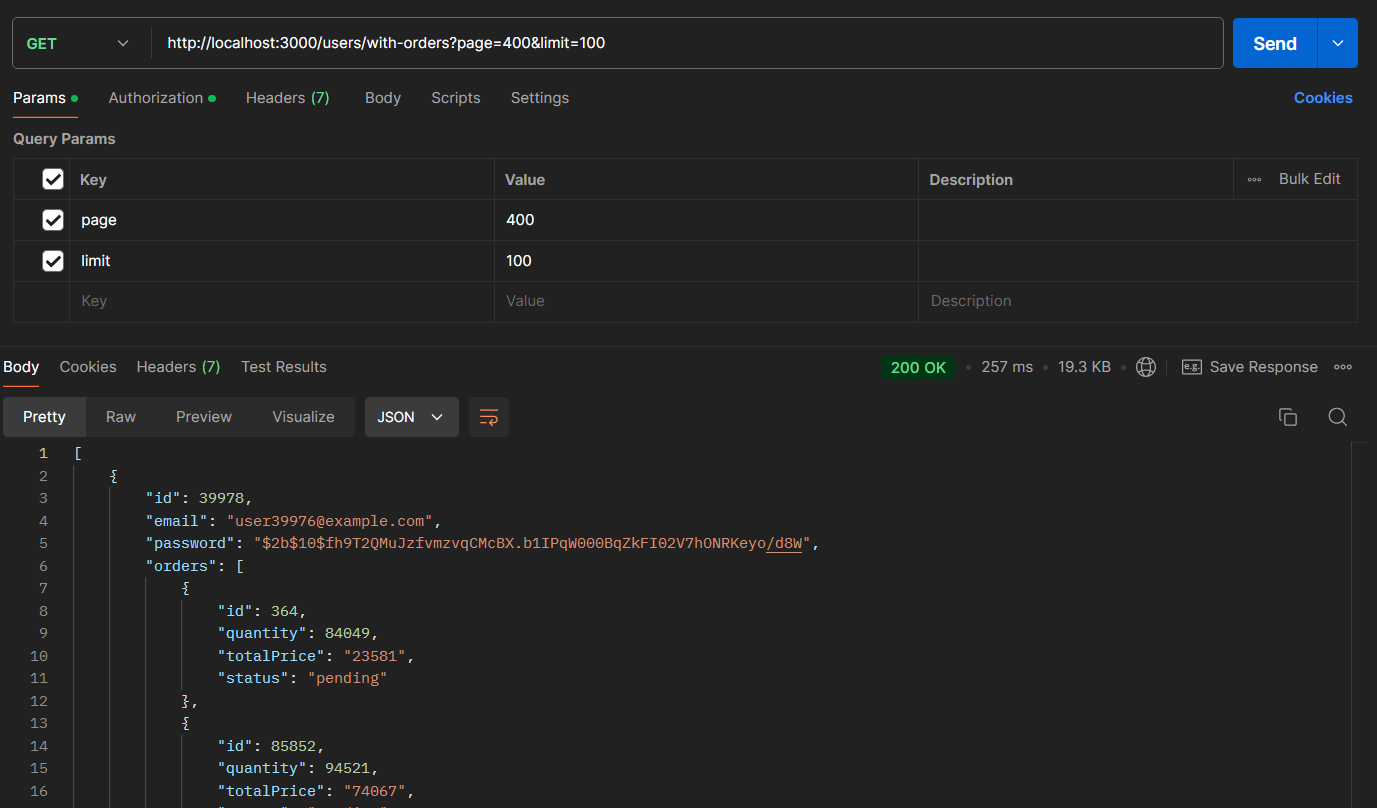 GET http://localhost:3000/users/with-orders?page=400&limit=100 Send
Params Authorization Headers (7) Body Scripts Settings Cookies
Query Params
Key Value Description Bulk Edit
page 400
limit 100
Key Value Description
Body Cookies Headers (7) Test Results 200 OK 257 ms 19.3 KB e.g. Save Response
Pretty Raw Preview Visualize JSON
1 [
2 {
3 "id": 39978,
4 "email": "user39976@example.com",
5 "password": "$2b$10$fh9T2QMuJzfvmzvqCMcBX.b1IPqW000BqZkFI02V7hONRKeyo/d8W",
6 "orders": [
7 {
8 "id": 364,
9 "quantity": 84049,
10 "totalPrice": "23581",
11 "status": "pending"
12 },
13 {
14 "id": 85852,
15 "quantity": 94521,
16 "totalPrice": "74067",